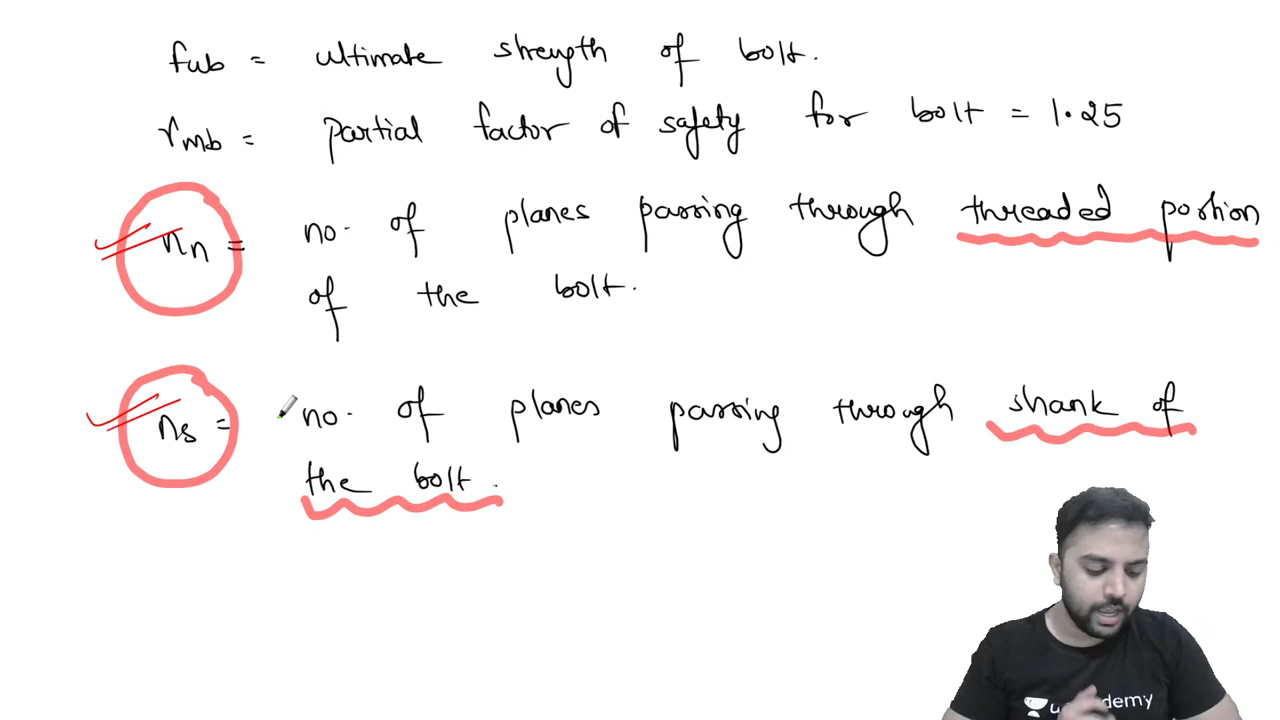 fub = ultimate strength of bolt.
γmb = partial factor of safety for bolt = 1.25
nn = no. of planes passing through threaded portion
of the bolt.
ns = no. of planes passing through shank of
the bolt.